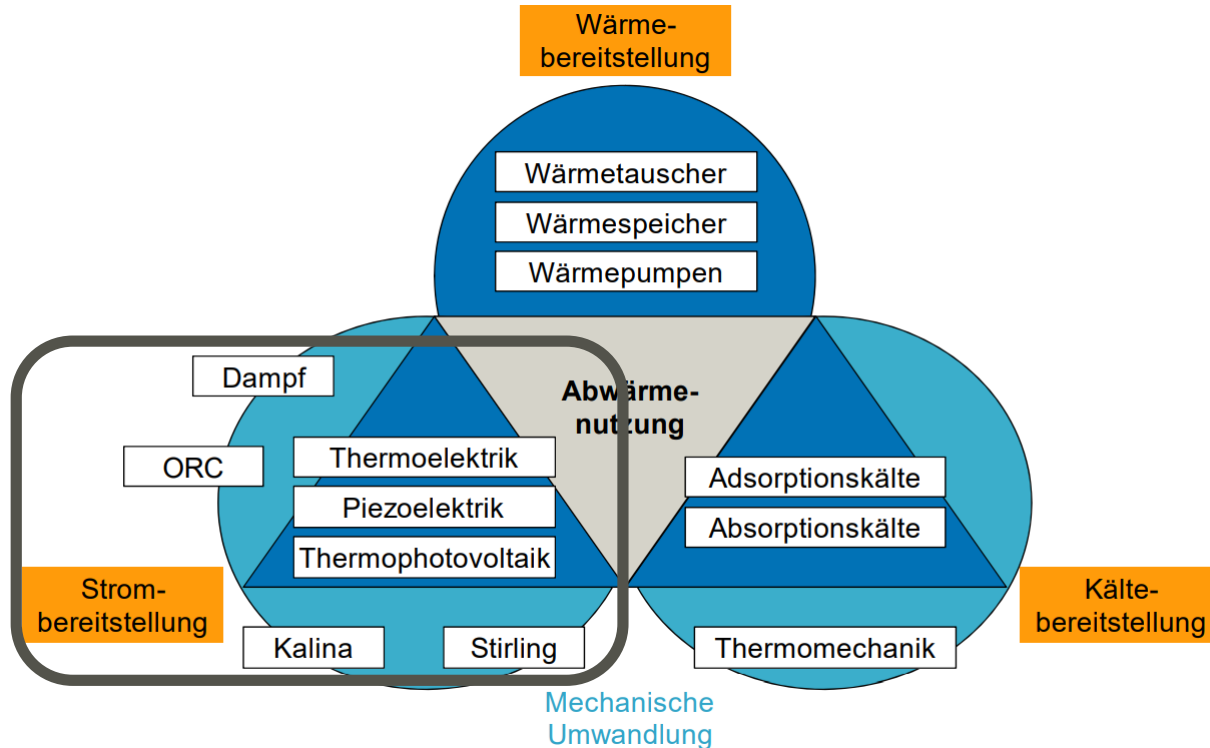 Wärme-
bereitstellung
Wärmetauscher
Wärmespeicher
Wärmepumpen
Abwärme-
nutzung
Dampf
ORC
Thermoelektrik
Piezoelektrik
Thermophotovoltaik
Adsorptionskälte
Absorptionskälte
Strom-
bereitstellung
Kälte-
bereitstellung
Kalina
Stirling
Thermomechanik
Mechanische
Umwandlung